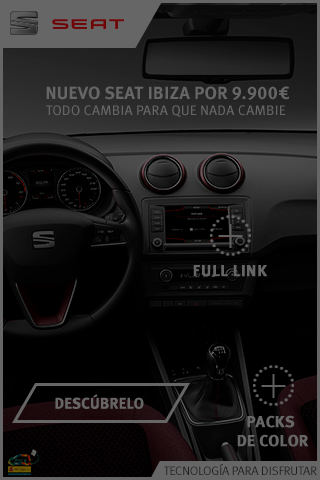 SEAT
NUEVO SEAT IBIZA POR 9.900€
TODO CAMBIA PARA QUE NADA CAMBIE
FULL LINK
DESCÚBRELO
PACKS
DE COLOR
TECNOLOGÍA PARA DISFRUTAR